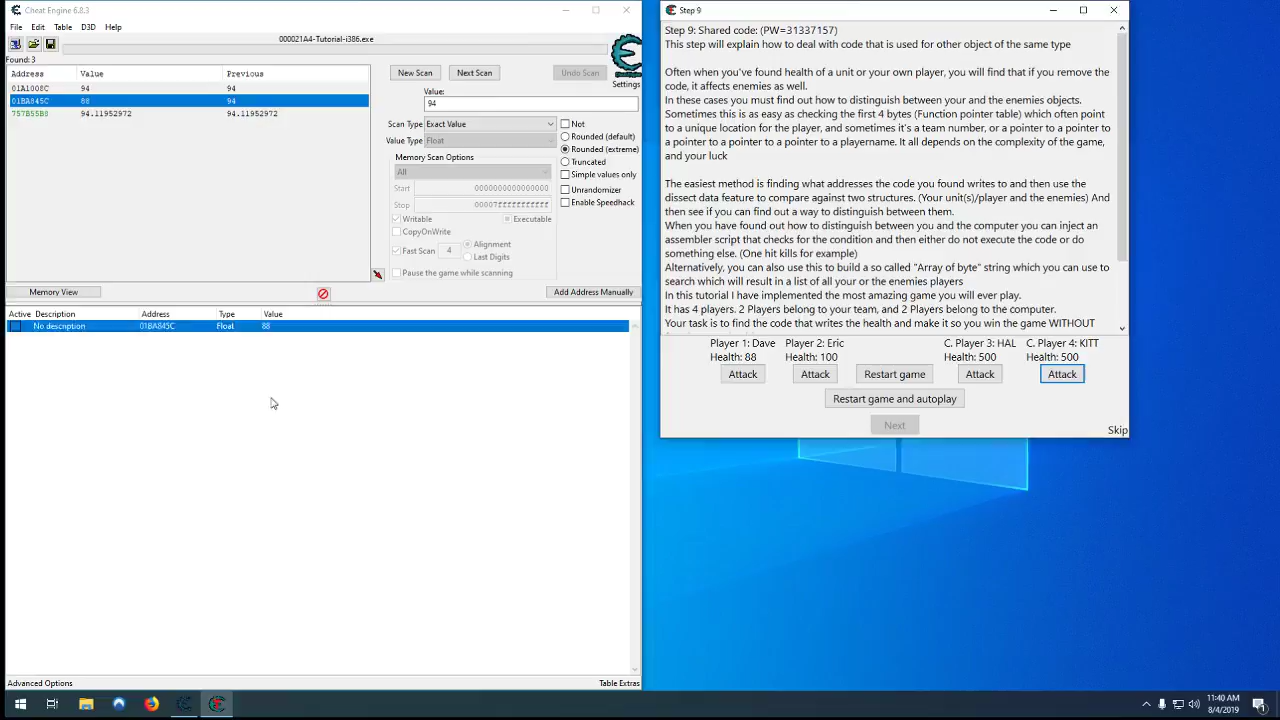 Cheat Engine 6.8.3
File Edit Table D3D Help
000021A4-Tutorial-i386.exe
Found: 3
Address Value Previous
01A1008C 94 94
01BA845C 88 94
757B55B8 94.11952972 94.11952972
New Scan Next Scan Undo Scan
Settings
Value:
94
Scan Type Exact Value
Value Type Float
Not
Rounded (default)
Rounded (extreme)
Truncated
Simple values only
Unrandomizer
Enable Speedhack
Memory Scan Options
All
Start 0000000000000000
Stop 00007fffffffffff
Writable Executable
CopyOnWrite
Fast Scan 4 Alignment
Last Digits
Pause the game while scanning
Memory View
Add Address Manually
Active Description Address Type Value
No description 01BA845C Float 88
Advanced Options
Table Extras
Step 9
Step 9: Shared code: (PW=31337157)
This step will explain how to deal with code that is used for other object of the same type
Often when you've found health of a unit or your own player, you will find that if you remove the
code, it affects enemies as well.
In these cases you must find out how to distinguish between your and the enemies objects.
Sometimes this is as easy as checking the first 4 bytes (Function pointer table) which often point
to a unique location for the player, and sometimes it's a team number, or a pointer to a pointer to
a pointer to a pointer to a pointer to a playername. It all depends on the complexity of the game,
and your luck
The easiest method is finding what addresses the code you found writes to and then use the
dissect data feature to compare against two structures. (Your unit(s)/player and the enemies) And
then see if you can find out a way to distinguish between them.
When you have found out how to distinguish between you and the computer you can inject an
assembler script that checks for the condition and then either do not execute the code or do
something else. (One hit kills for example)
Alternatively, you can also use this to build a so called "Array of byte" string which you can use to
search which will result in a list of all your or the enemies players
In this tutorial I have implemented the most amazing game you will ever play.
It has 4 players. 2 Players belong to your team, and 2 Players belong to the computer.
Your task is to find the code that writes the health and make it so you win the game WITHOUT
Player 1: Dave Player 2: Eric C. Player 3: HAL C. Player 4: KITT
Health: 88 Health: 100 Health: 500 Health: 500
Attack Attack Restart game Attack Attack
Restart game and autoplay
Next
Skip
11:40 AM
8/4/2019
1